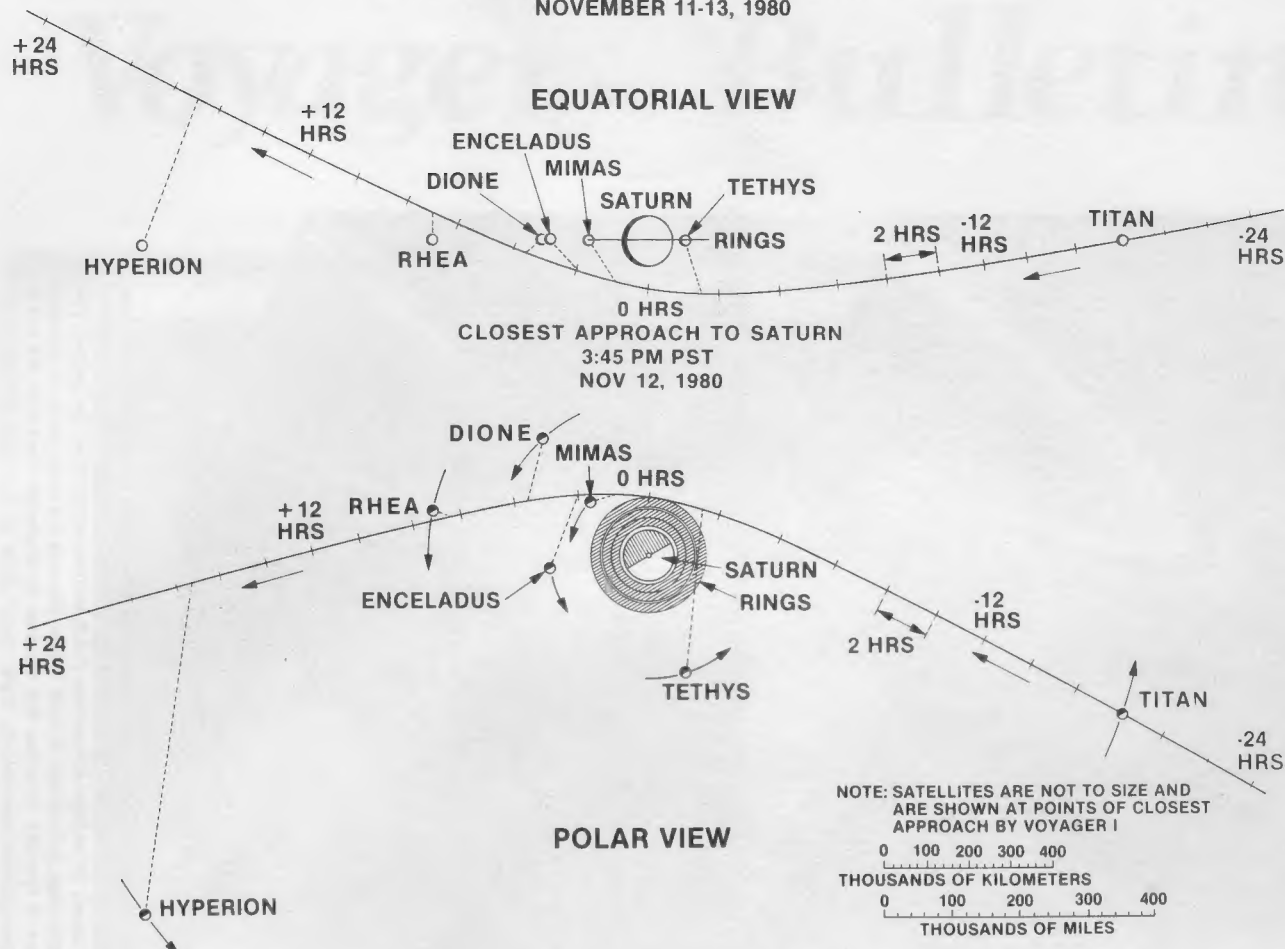 NOVEMBER 11-13, 1980
+24
HRS
+12
HRS
EQUATORIAL VIEW
ENCELADUS
MIMAS
DIONE
SATURN
TETHYS
HYPERION
RHEA
RINGS
2 HRS
-12
HRS
TITAN
-24
HRS
0 HRS
CLOSEST APPROACH TO SATURN
3:45 PM PST
NOV 12, 1980
DIONE
MIMAS
0 HRS
RHEA
+12
HRS
ENCELADUS
SATURN
RINGS
+24
HRS
2 HRS
-12
HRS
TETHYS
TITAN
-24
HRS
NOTE: SATELLITES ARE NOT TO SIZE AND
ARE SHOWN AT POINTS OF CLOSEST
APPROACH BY VOYAGER I
POLAR VIEW
0 100 200 300 400
THOUSANDS OF KILOMETERS
0 100 200 300 400
THOUSANDS OF MILES
HYPERION